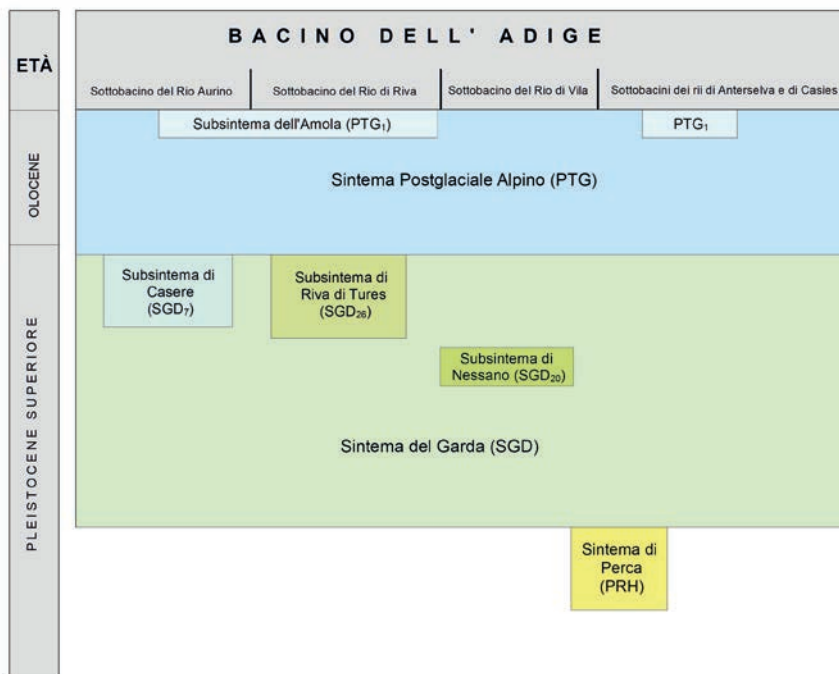 BACINO DELL' ADIGE
ETÀ
Sottobacino del Rio Aurino
Sottobacino del Rio di Riva
Sottobacino del Rio di Vila
Sottobacini dei rii di Anterselva e di Casies
OLOCENE
Subsintema dell'Amola (PTG₁)
PTG₁
Sintema Postglaciale Alpino (PTG)
PLEISTOCENE SUPERIORE
Subsintema di
Casere
(SGD₇)
Subsintema di
Riva di Tures
(SGD₂₆)
Subsintema di
Nessano (SGD₂₀)
Sintema del Garda (SGD)
Sintema di
Perca
(PRH)